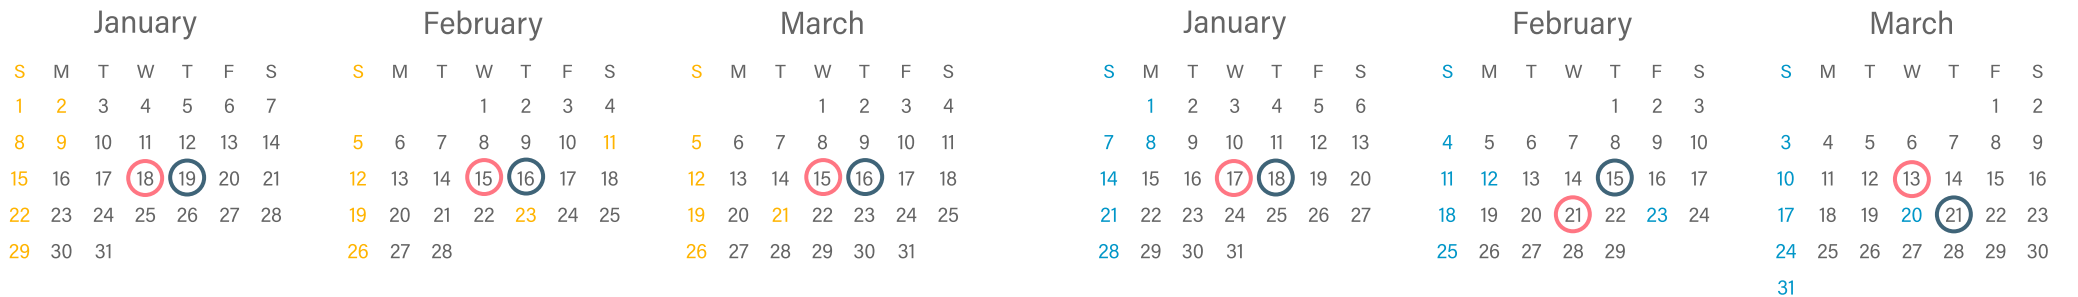 January
S M T W T F S
1 2 3 4 5 6 7
8 9 10 11 12 13 14
15 16 17 18 19 20 21
22 23 24 25 26 27 28
29 30 31
February
S M T W T F S
1 2 3 4
5 6 7 8 9 10 11
12 13 14 15 16 17 18
19 20 21 22 23 24 25
26 27 28
March
S M T W T F S
1 2 3 4
5 6 7 8 9 10 11
12 13 14 15 16 17 18
19 20 21 22 23 24 25
26 27 28 29 30 31
January
S M T W T F S
1 2 3 4 5 6
7 8 9 10 11 12 13
14 15 16 17 18 19 20
21 22 23 24 25 26 27
28 29 30 31
February
S M T W T F S
1 2 3
4 5 6 7 8 9 10
11 12 13 14 15 16 17
18 19 20 21 22 23 24
25 26 27 28 29
March
S M T W T F S
1 2
3 4 5 6 7 8 9
10 11 12 13 14 15 16
17 18 19 20 21 22 23
24 25 26 27 28 29 30
31